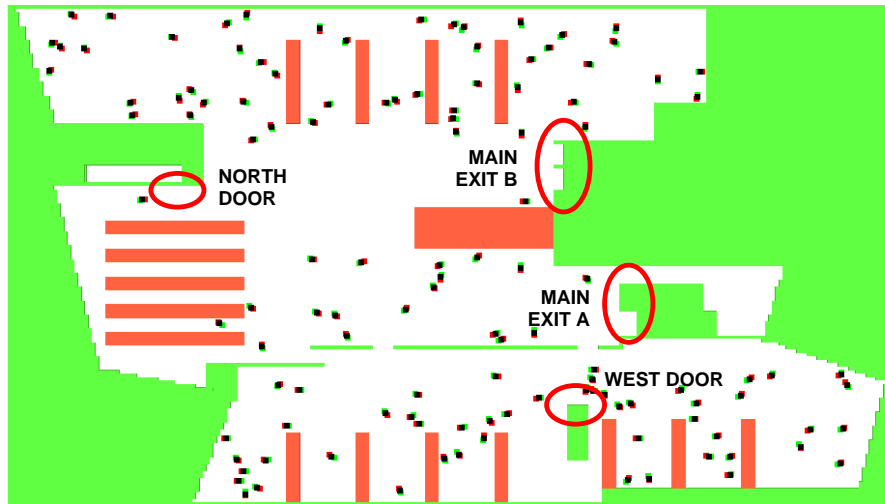 MAIN
EXIT B
NORTH
DOOR
MAIN
EXIT A
WEST DOOR